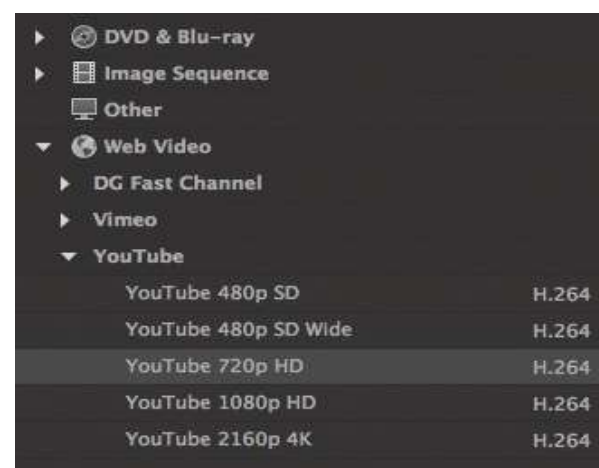 DVD & Blu-ray
Image Sequence
Other
Web Video
DG Fast Channel
Vimeo
YouTube
YouTube 480p SD H.264
YouTube 480p SD Wide H.264
YouTube 720p HD H.264
YouTube 1080p HD H.264
YouTube 2160p 4K H.264